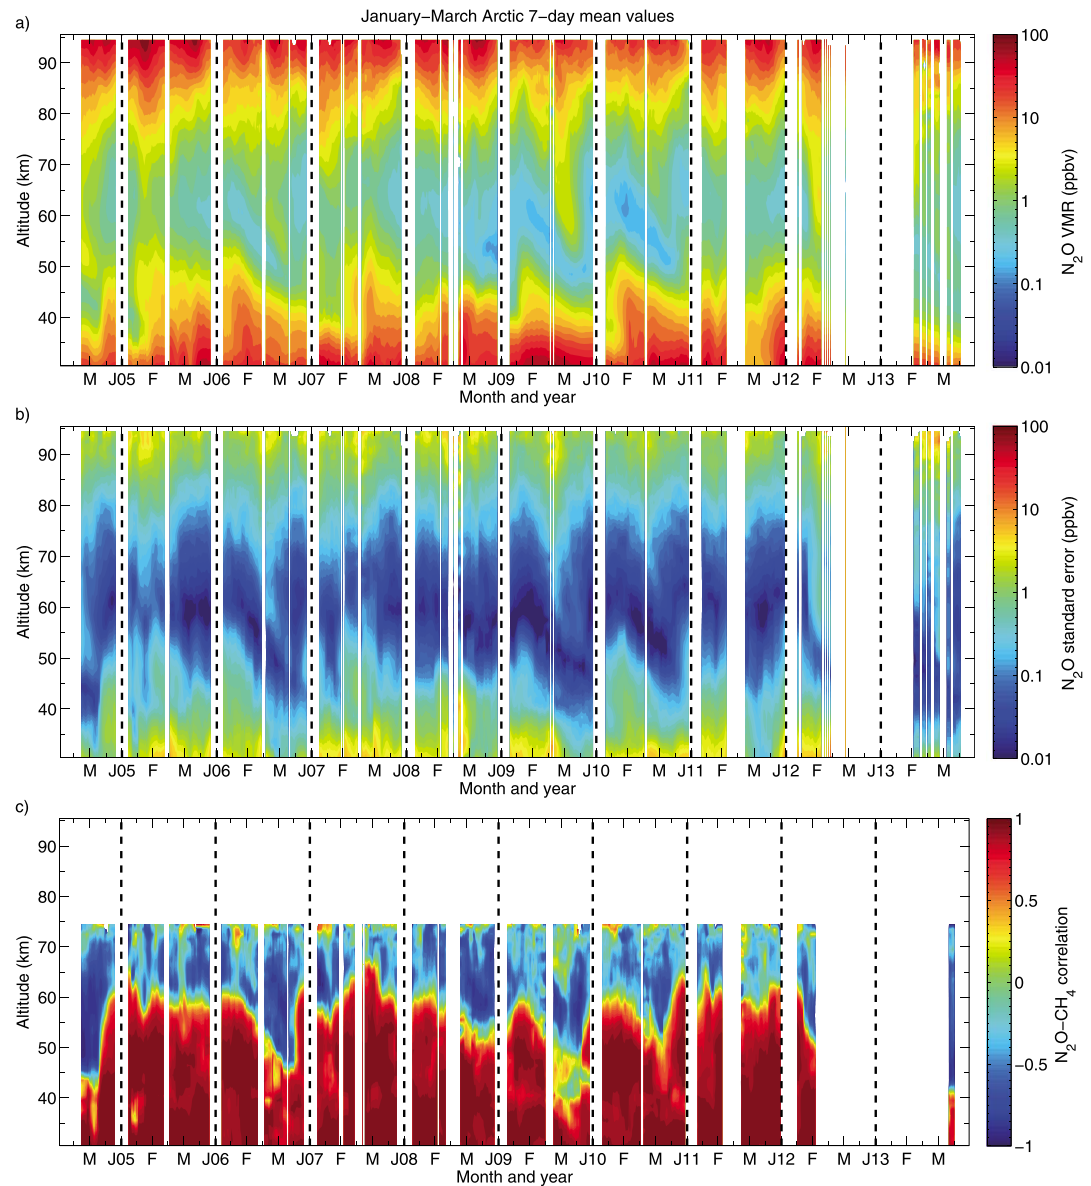 January−March Arctic 7−day mean values
a)
90
80
70
60
50
40
Altitude (km)
M J05 F M J06 F M J07 F M J08 F M J09 F M J10 F M J11 F M J12 F M J13 F M
Month and year
100
10
1
0.1
0.01
N2O VMR (ppbv)
b)
90
80
70
60
50
40
Altitude (km)
M J05 F M J06 F M J07 F M J08 F M J09 F M J10 F M J11 F M J12 F M J13 F M
Month and year
100
10
1
0.1
0.01
N2O standard error (ppbv)
c)
90
80
70
60
50
40
Altitude (km)
M J05 F M J06 F M J07 F M J08 F M J09 F M J10 F M J11 F M J12 F M J13 F M
Month and year
1
0.5
0
−0.5
−1
N2O−CH4 correlation